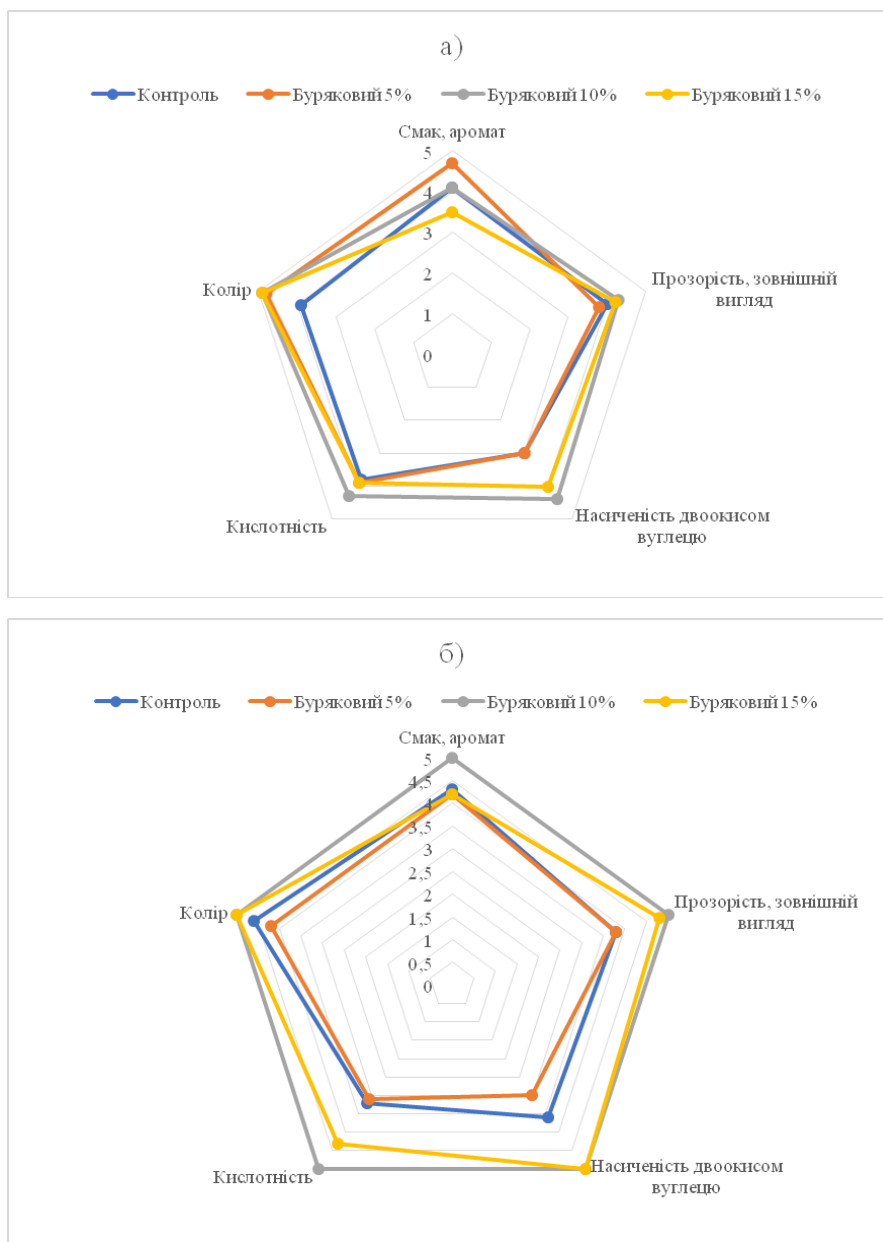 а)
Контроль Буряковий 5% Буряковий 10% Буряковий 15%
Смак, аромат
5
4
3
2
1
0
Прозорість, зовнішній
вигляд
Насиченість двоокисом
вуглецю
Кислотність
Колір
б)
Контроль Буряковий 5% Буряковий 10% Буряковий 15%
Смак, аромат
5
4,5
4
3,5
3
2,5
2
1,5
1
0,5
0
Прозорість, зовнішній
вигляд
Насиченість двоокисом
вуглецю
Кислотність
Колір